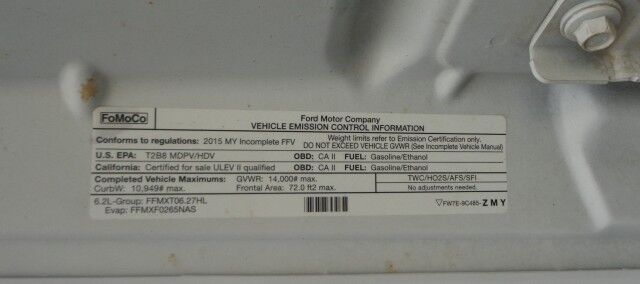 FoMoCo
Ford Motor Company
VEHICLE EMISSION CONTROL INFORMATION
Conforms to regulations: 2015 MY Incomplete FFV
Weight limits refer to Emission Certification only.
DO NOT EXCEED VEHICLE GVWR (See Incomplete Vehicle Manual)
U.S. EPA: T2B8 MDPV/HDV OBD: CA II FUEL: Gasoline/Ethanol
California: Certified for sale ULEV II qualified OBD: CA II FUEL: Gasoline/Ethanol
Completed Vehicle Maximums: GVWR: 14,000# max.
CurbW: 10,949# max. Frontal Area: 72.0 ft2 max.
TWC/HO2S/AFS/SFI
No adjustments needed.
6.2L-Group: FFMXT06.27HL
Evap: FFMXF0265NAS
▽FW7E-9C485-ZMY